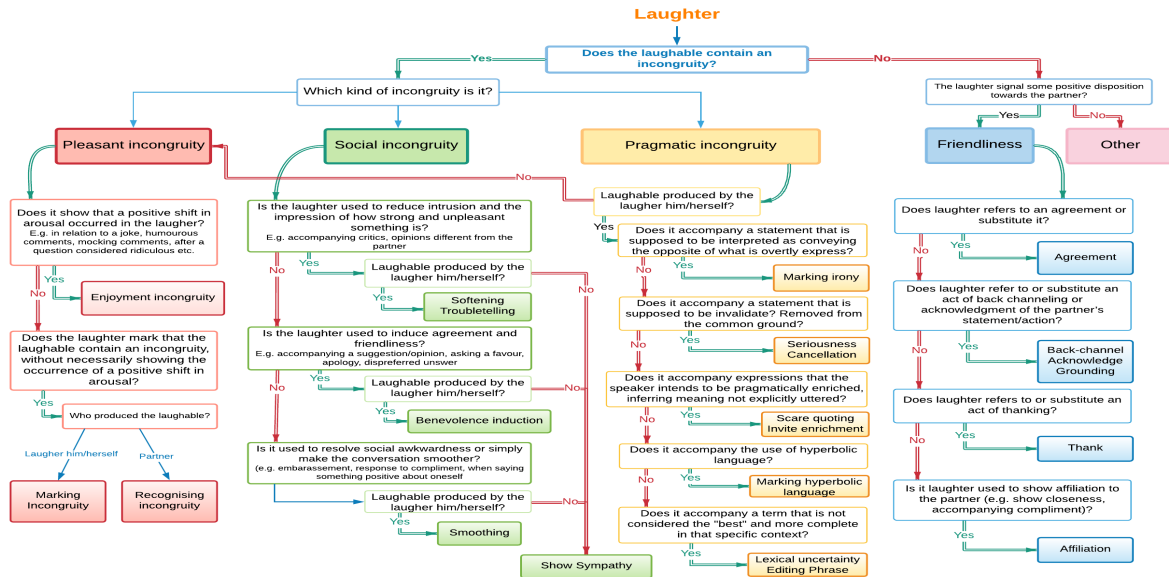 Laughter
Does the laughable contain an
incongruity?
Yes
No
Which kind of incongruity is it?
The laughter signal some positive disposition
towards the partner?
Yes
No
Pleasant incongruity
Social incongruity
Pragmatic incongruity
Friendliness
Other
No
Does it show that a positive shift in
arousal occurred in the laugher?
E.g. in relation to a joke, humourous
comments, mocking comments, after a
question considered ridiculous etc.
Yes
No
Enjoyment incongruity
Does the laughter mark that
the laughable contain an incongruity,
without necessarily showing the
occurrence of a positive shift in
arousal?
Yes
Who produced the laughable?
Laugher him/herself
Partner
Marking
Incongruity
Recognising
incongruity
Is it the laughter used to reduce intrusion and the
impression of how strong and unpleasant
something is?
E.g. accompanying critics, opinions different from the
partner
Yes
No
Laughable produced by the
laugher him/herself?
No
Yes
Softening
Troubletelling
Is the laughter used to induce agreement and
friendliness?
E.g. accompanying a suggestion/opinion, asking a favour,
apology, dispreferred unswer
Yes
No
Laughable produced by the
laugher him/herself?
No
Yes
Benevolence induction
Is it used to resolve social awkwardness or simply
make the conversation smoother?
(e.g. embarassement, response to compliment, when saying
something positive about oneself
Laughable produced by the
laugher him/herself?
No
Yes
Smoothing
Show Sympathy
Laughable produced by the
laugher him/herself?
Yes
Does it accompany a statement that is
supposed to be interpreted as conveying
the opposite of what is overtly express?
Yes
No
Marking irony
Does it accompany a statement that is
supposed to be invalidate? Removed from
the common ground?
Yes
No
Seriousness
Cancellation
Does it accompany expressions that the
speaker intends to be pragmatically enriched,
inferring meaning not explicitly uttered?
Yes
No
Scare quoting
Invite enrichment
Does it accompany the use of hyperbolic
language?
Yes
No
Marking hyperbolic
language
Does it accompany a term that is not
considered the "best" and more complete
in that specific context?
Yes
Lexical uncertainty
Editing Phrase
Does laughter refers to an agreement or
substitute it?
Yes
No
Agreement
Does laughter refer to or substitute an
act of back channeling or
acknowledgment of the partner's
statement/action?
Yes
No
Back-channel
Acknowledge
Grounding
Does laughter refers to or substitute an
act of thanking?
Yes
No
Thank
Is it laughter used to show affiliation to
the partner (e.g. show closeness,
accompanying compliment)?
Yes
Affiliation